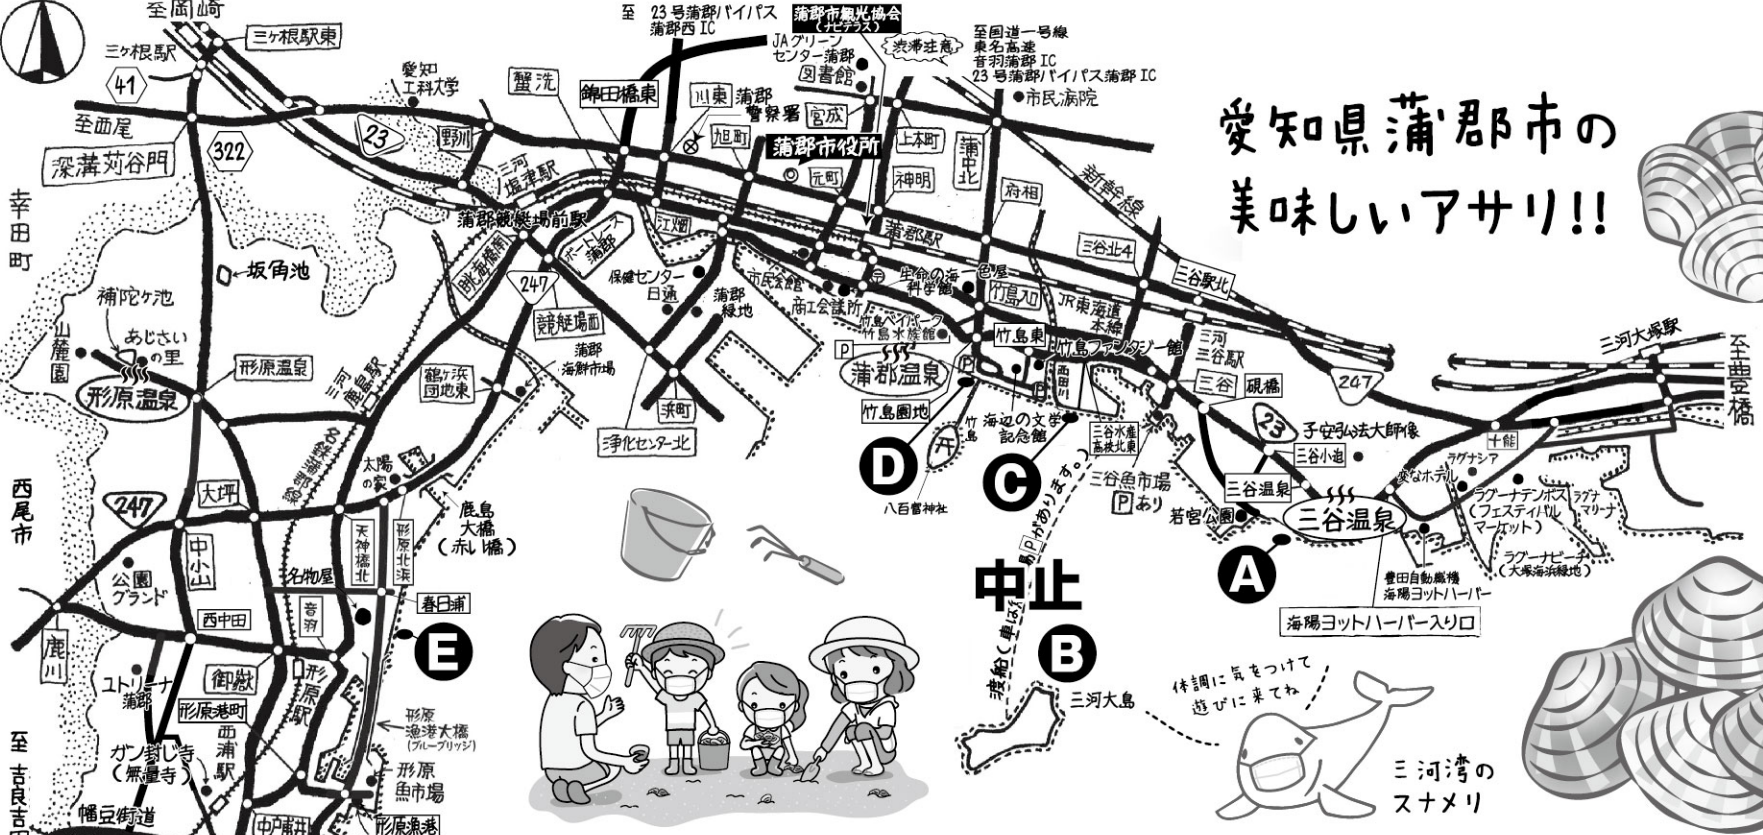 至岡崎
三ヶ根駅
三ヶ根駅東
41
至西尾
深溝苅谷門
322
23
愛知
工科大学
野川
三河
塩津駅
蟹洗
錦田橋東
至
23号蒲郡バイパス
蒲郡西IC
蒲郡市観光協会
(ナビテラス)
JAグリーン
センター蒲郡
図書館
渋滞注意
至国道一号線
東名高速
音羽蒲郡IC
23号蒲郡バイパス蒲郡IC
市民病院
川東
蒲郡
警察署
旭町
宮成
上本町
蒲中北
蒲郡市役所
元町
神明
府相
新幹線
愛知県蒲郡市の
美味しいアサリ!!
幸田町
坂角池
補陀ヶ池
あじさい
の里
山麓園
形原温泉
形原温泉
蒲郡競艇場前駅
ボートレース
蒲郡
江畑
247
競艇場西
保健センター
日通
蒲郡
緑地
市民会館
商工会議所
蒲郡駅
生命の海
科学館
一色屋
竹島入口
JR東海道
本線
三谷北4
三谷駅北
竹島ベイパーク
竹島水族館
P
蒲郡温泉
竹島園地
竹島東
竹島ファンタジー館
西田川
三河
三谷駅
三谷
硯橋
247
三河大塚駅
至豊橋
三河
鹿島駅
鶴ヶ浜
団地東
蒲郡
海鮮市場
浜町
浄化センター北
D
竹島
八百富神社
海辺の文学
記念館
C
三谷水産
高校北東
三谷魚市場
Pあり
23
子安弘法大師像
三谷小前
三谷温泉
三谷温泉
若宮公園
A
変なホテル
ラグナシア
十能
ラグーナテンボス
(フェスティバル
マーケット)
ラグナ
マリーナ
ラグーナビーチ
(大塚海浜緑地)
豊田自動織機
海陽ヨットハーバー
海陽ヨットハーバー入り口
西尾市
247
大坪
太陽
の家
鹿島
大橋
(赤い橋)
中小山
公園
グランド
天神橋北
形原北浜
名物屋
音羽
春日浦
E
西中田
鹿川
ユトリーナ
蒲郡
御嶽
形原駅
形原港町
西浦駅
形原
漁港大橋
(ブルーブリッジ)
ガン封じ寺
(無量寺)
形原
魚市場
幡豆街道
形原漁港
至
中止
B
三河大島
体調に気をつけて
遊びに来てね
三河湾の
スナメリ